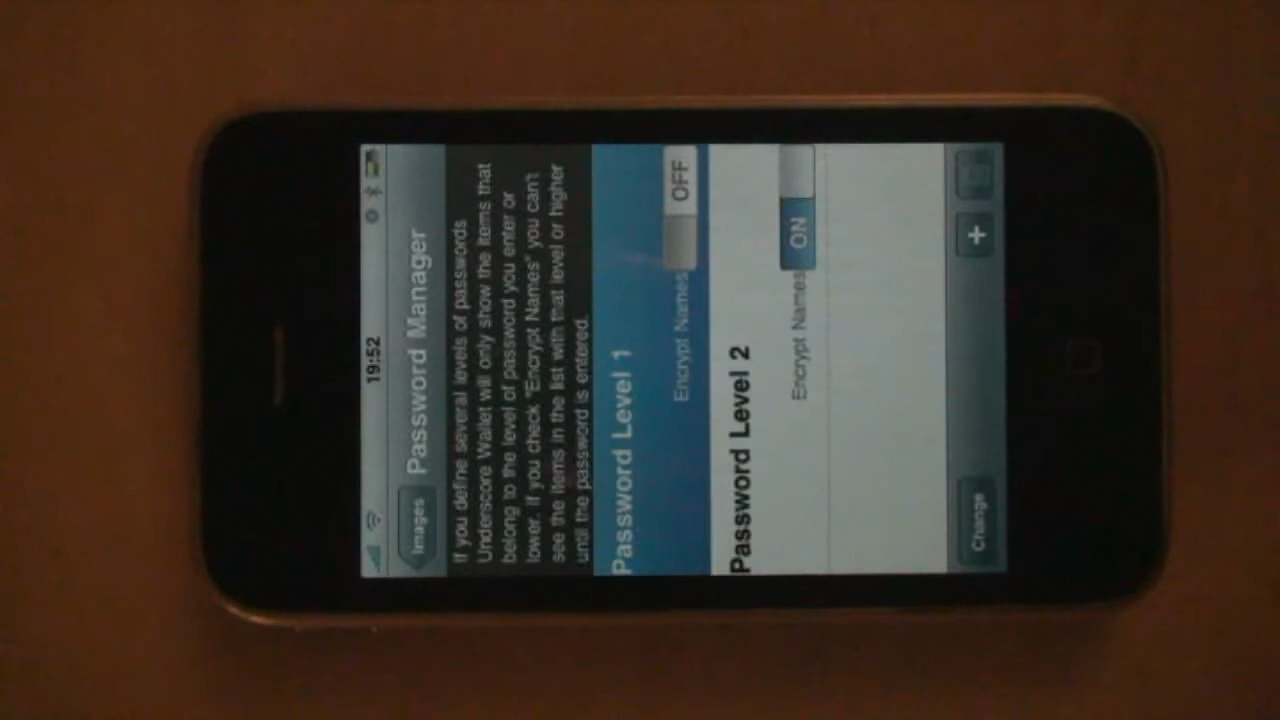 19:52
Images
Password Manager
If you define several levels of passwords
Underscore Wallet will only show the items that
belong to the level of password you enter or
lower. If you check "Encrypt Names" you can't
see the items in the list with that level or higher
until the password is entered.
Password Level 1
Encrypt Names OFF
Password Level 2
Encrypt Names ON
Change +